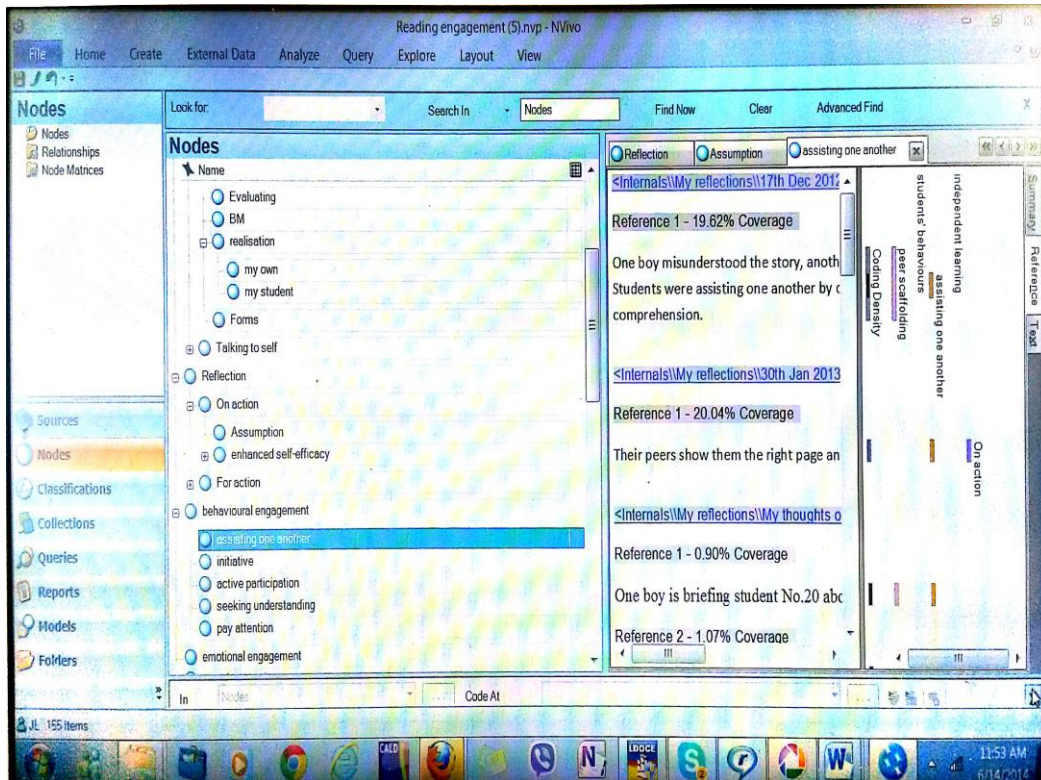 Reading engagement (5).nvp - NVivo
File Home Create External Data Analyze Query Explore Layout View
Nodes
Nodes
Relationships
Node Matrices
Sources
Nodes
Classifications
Collections
Queries
Reports
Models
Folders
Look for: Search In Nodes Find Now Clear Advanced Find
Nodes
Name
Evaluating
BM
realisation
my own
my student
Forms
Talking to self
Reflection
On action
Assumption
enhanced self-efficacy
For action
behavioural engagement
assisting one another
initiative
active participation
seeking understanding
pay attention
emotional engagement
Reflection Assumption assisting one another
<Internals\\My reflections\\17th Dec 2012
Reference 1 - 19.62% Coverage
One boy misunderstood the story, anoth
Students were assisting one another by c
comprehension.
<Internals\\My reflections\\30th Jan 2013
Reference 1 - 20.04% Coverage
Their peers show them the right page an
<Internals\\My reflections\\My thoughts o
Reference 1 - 0.90% Coverage
One boy is briefing student No.20 abc
Reference 2 - 1.07% Coverage
On action
independent learning
assisting one another
students' behaviours
peer scaffolding
Coding Density
Summary
Reference
Text
In Nodes Code At
JL 155 Items
CALD
N
LDOCE
S
2
W
11:53 AM
6/14/2014